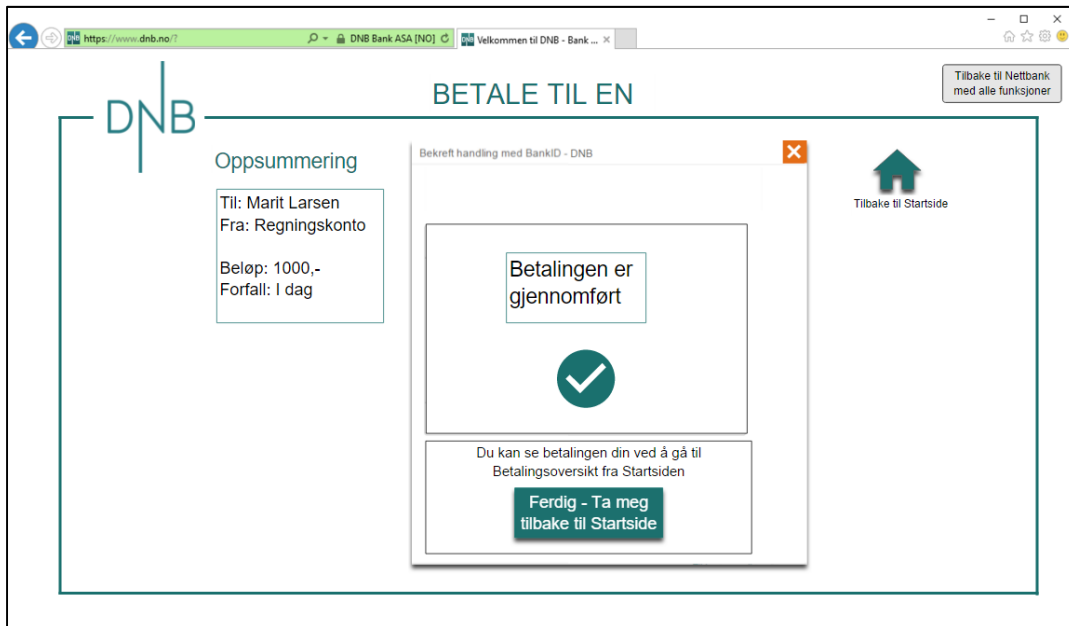 https://www.dnb.no/?
DNB Bank ASA [NO]
Velkommen til DNB - Bank ...
DNB
BETALE TIL EN
Tilbake til Nettbank
med alle funksjoner
Oppsummering
Til: Marit Larsen
Fra: Regningskonto
Beløp: 1000,-
Forfall: I dag
Bekreft handling med BankID - DNB
Betalingen er
gjennomført
Du kan se betalingen din ved å gå til
Betalingsoversikt fra Startsiden
Ferdig - Ta meg
tilbake til Startside
Tilbake til Startside